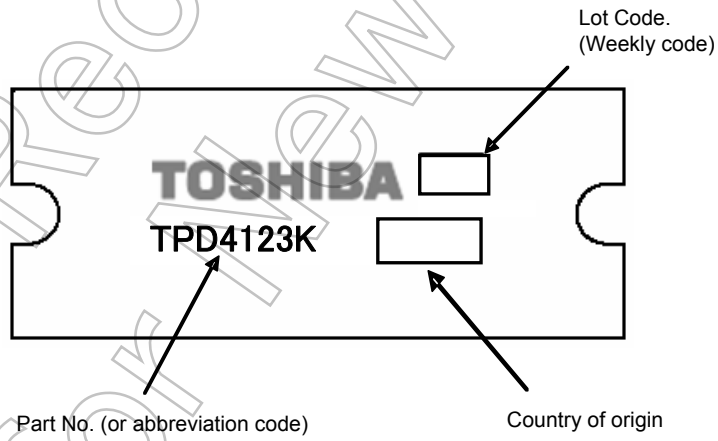 Lot Code.
(Weekly code)
TOSHIBA
TPD4123K
Part No. (or abbreviation code)
Country of origin